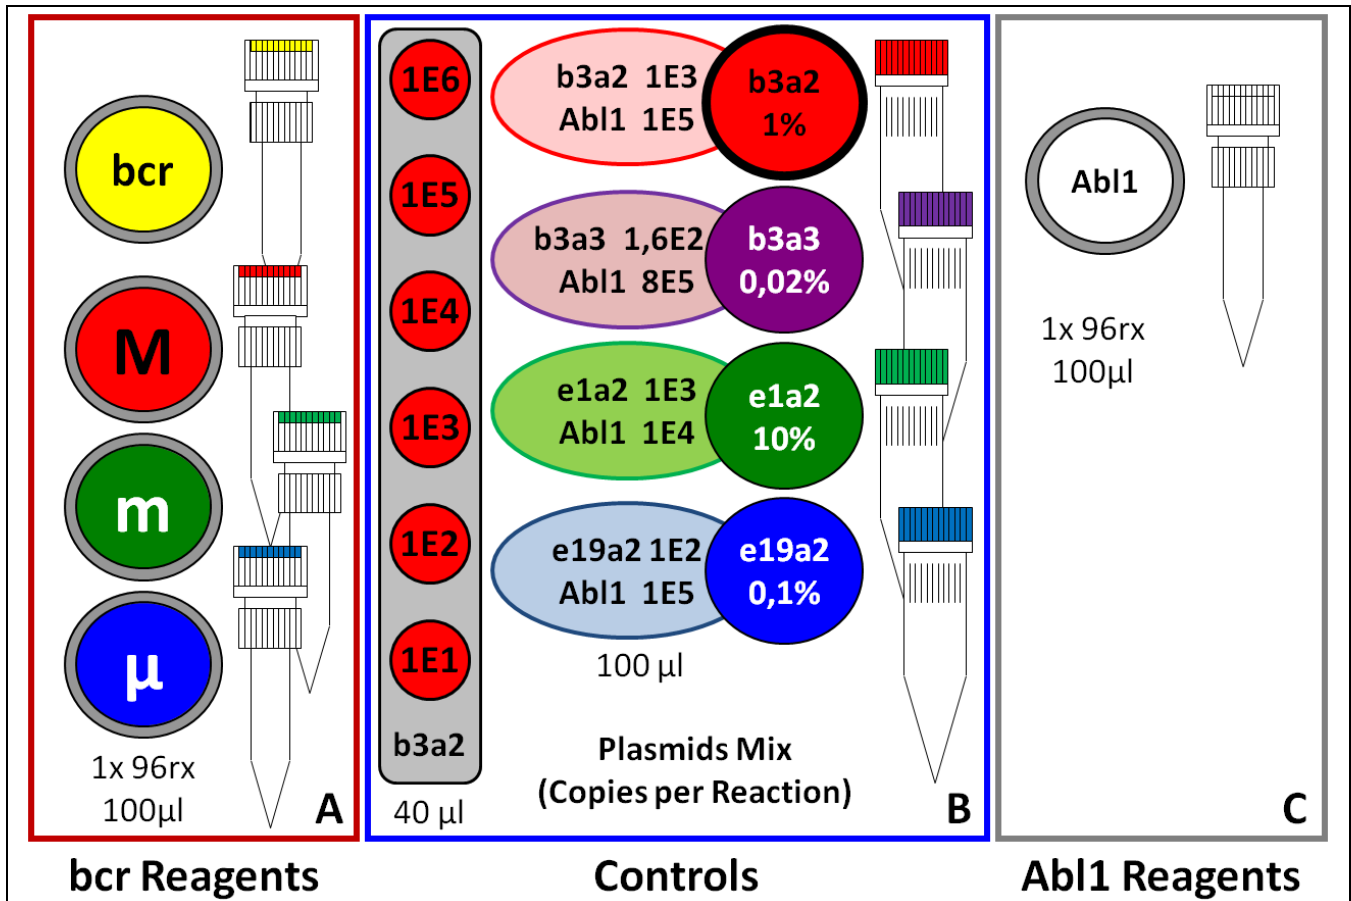 bcr
M
m
µ
1x 96rx
100µl
A
bcr Reagents
1E6
1E5
1E4
1E3
1E2
1E1
b3a2
40 µl
b3a2 1E3
Abl1 1E5
b3a2
1%
b3a3 1,6E2
Abl1 8E5
b3a3
0,02%
e1a2 1E3
Abl1 1E4
e1a2
10%
e19a2 1E2
Abl1 1E5
e19a2
0,1%
100 µl
Plasmids Mix
(Copies per Reaction)
B
Controls
Abl1
1x 96rx
100µl
C
Abl1 Reagents